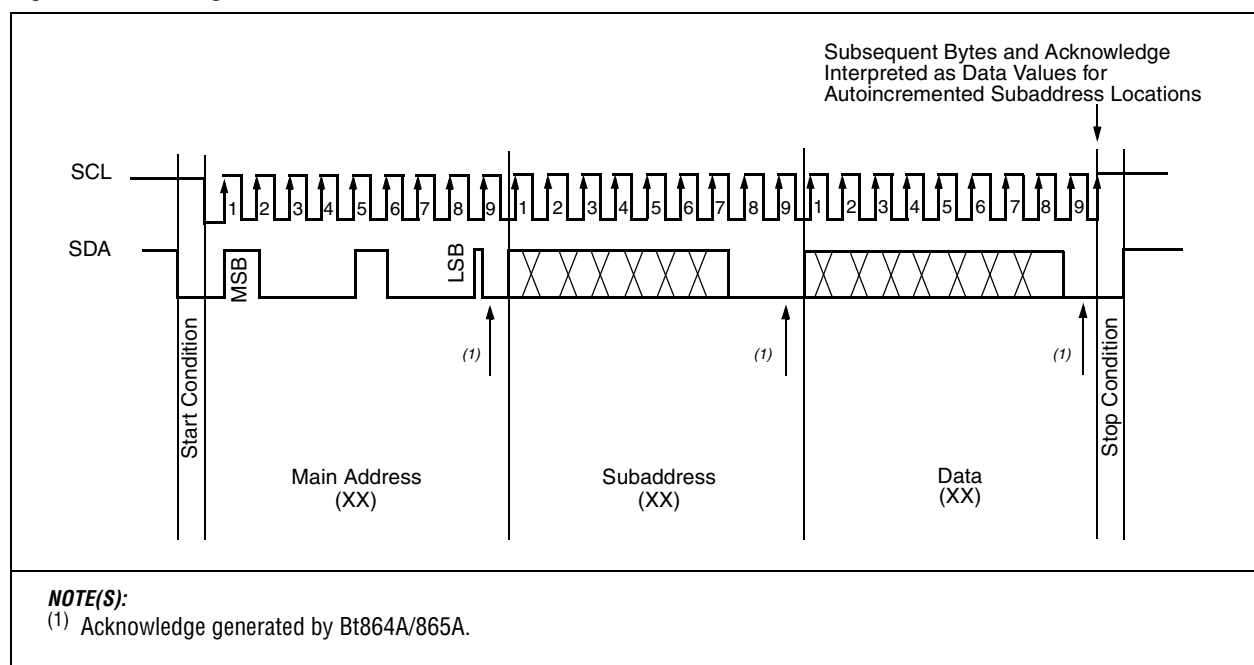 Subsequent Bytes and Acknowledge
Interpreted as Data Values for
Autoincremented Subaddress Locations
SCL
1 2 3 4 5 6 7 8 9 1 2 3 4 5 6 7 8 9 1 2 3 4 5 6 7 8 9
SDA
MSB
LSB
(1) (1) (1)
Start Condition
Stop Condition
Main Address
(XX)
Subaddress
(XX)
Data
(XX)
NOTE(S):
(1) Acknowledge generated by Bt864A/865A.